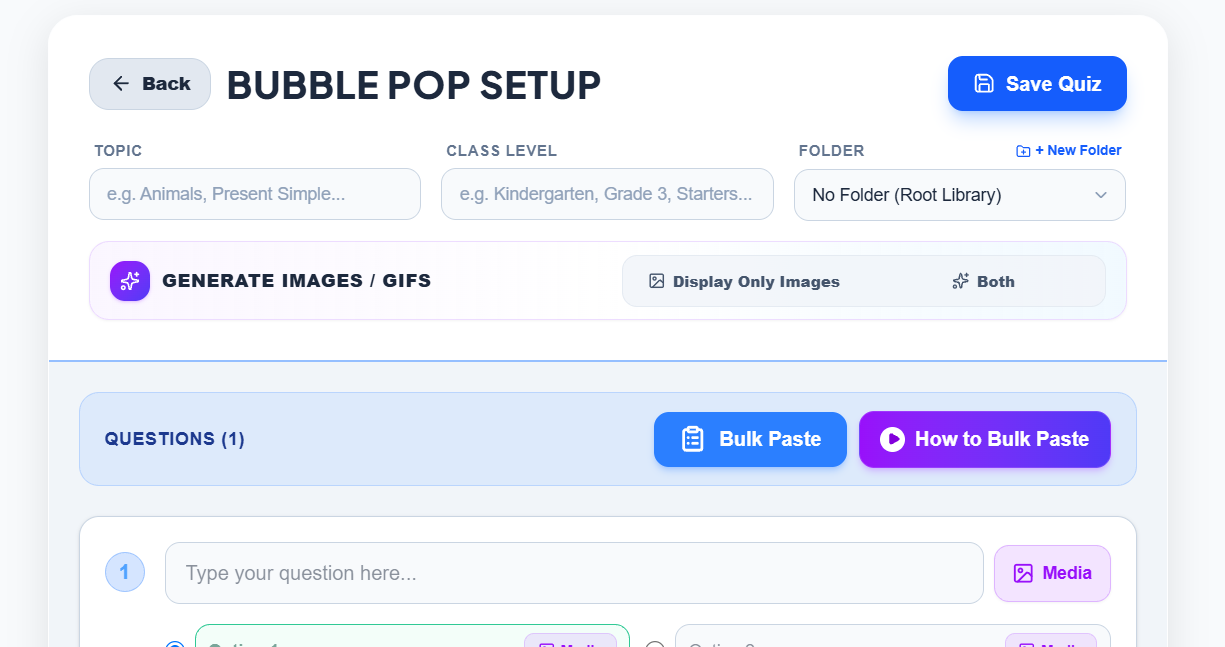 Back
BUBBLE POP SETUP
Save Quiz
TOPIC
CLASS LEVEL
FOLDER
+ New Folder
e.g. Animals, Present Simple...
e.g. Kindergarten, Grade 3, Starters...
No Folder (Root Library)
GENERATE IMAGES / GIFS
Display Only Images
Both
QUESTIONS (1)
Bulk Paste
How to Bulk Paste
1
Type your question here...
Media